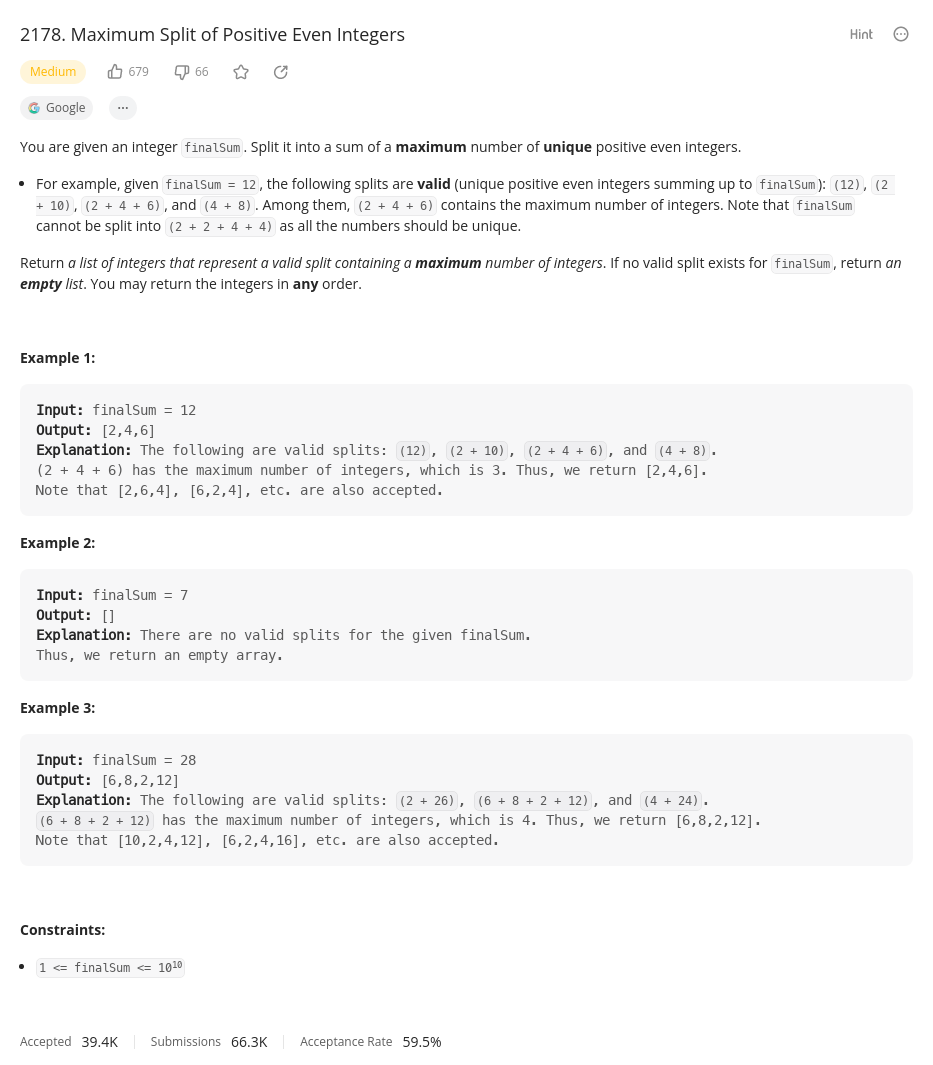 2178. Maximum Split of Positive Even Integers
Hint
Medium 679 66
Google ...
You are given an integer finalSum. Split it into a sum of a maximum number of unique positive even integers.
• For example, given finalSum = 12, the following splits are valid (unique positive even integers summing up to finalSum): (12), (2
+ 10), (2 + 4 + 6), and (4 + 8). Among them, (2 + 4 + 6) contains the maximum number of integers. Note that finalSum
cannot be split into (2 + 2 + 4 + 4) as all the numbers should be unique.
Return a list of integers that represent a valid split containing a maximum number of integers. If no valid split exists for finalSum, return an
empty list. You may return the integers in any order.
Example 1:
Input: finalSum = 12
Output: [2,4,6]
Explanation: The following are valid splits: (12), (2 + 10), (2 + 4 + 6), and (4 + 8).
(2 + 4 + 6) has the maximum number of integers, which is 3. Thus, we return [2,4,6].
Note that [2,6,4], [6,2,4], etc. are also accepted.
Example 2:
Input: finalSum = 7
Output: []
Explanation: There are no valid splits for the given finalSum.
Thus, we return an empty array.
Example 3:
Input: finalSum = 28
Output: [6,8,2,12]
Explanation: The following are valid splits: (2 + 26), (6 + 8 + 2 + 12), and (4 + 24).
(6 + 8 + 2 + 12) has the maximum number of integers, which is 4. Thus, we return [6,8,2,12].
Note that [10,2,4,12], [6,2,4,16], etc. are also accepted.
Constraints:
• 1 <= finalSum <= 10¹⁰
Accepted 39.4K Submissions 66.3K Acceptance Rate 59.5%